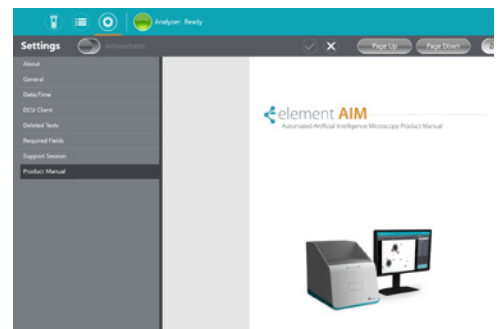 Analyzer: Ready
Settings
Administrator
Page Up
Page Down
About
General
Date/Time
DCU Client
Deleted Tests
Required Fields
Support Session
Product Manual
element AIM
Automated Artificial Intelligence Microscopy Product Manual